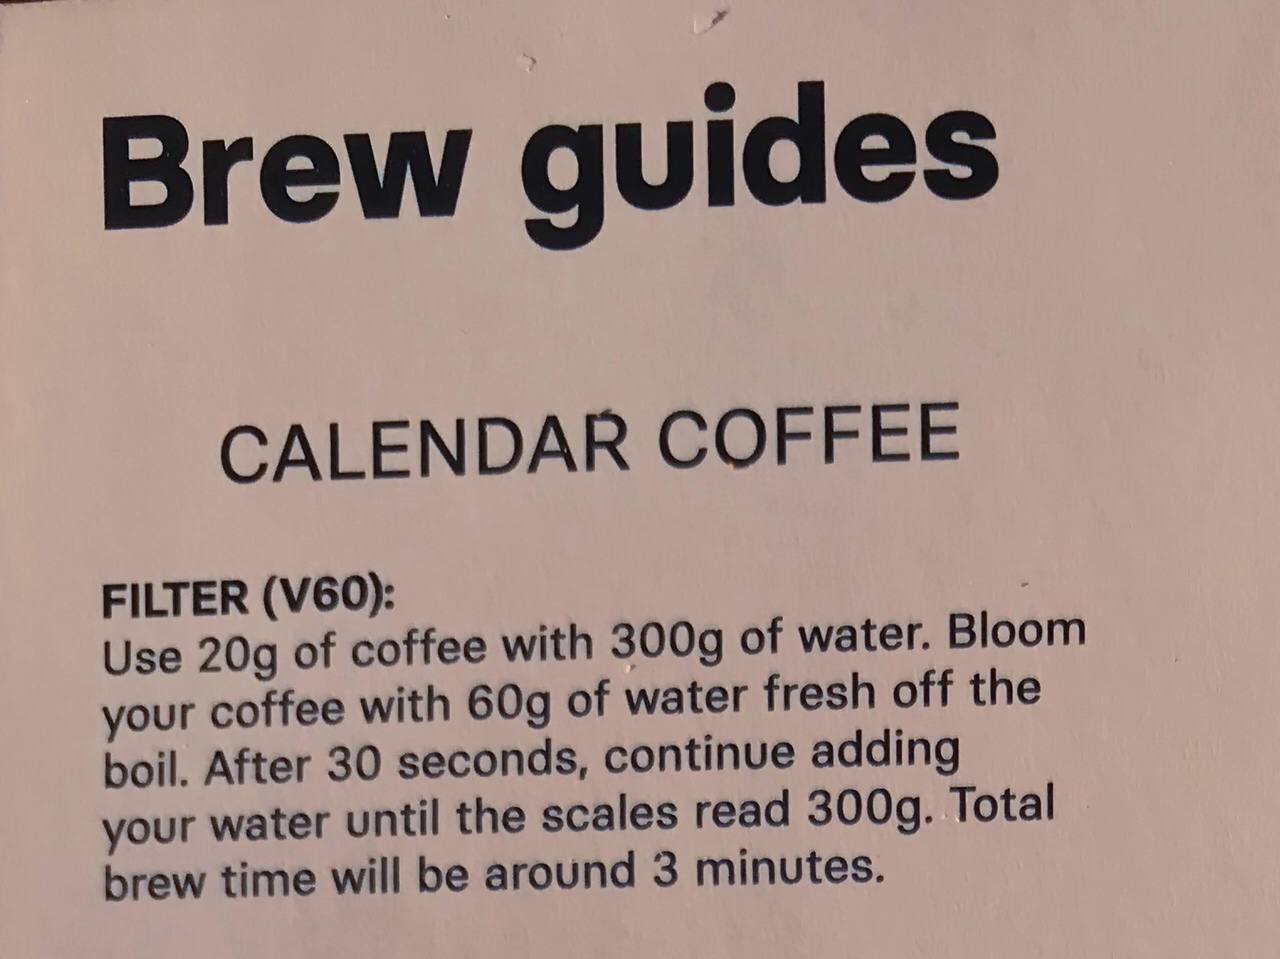 Brew guides
CALENDAR COFFEE
FILTER (V60):
Use 20g of coffee with 300g of water. Bloom
your coffee with 60g of water fresh off the
boil. After 30 seconds, continue adding
your water until the scales read 300g. Total
brew time will be around 3 minutes.